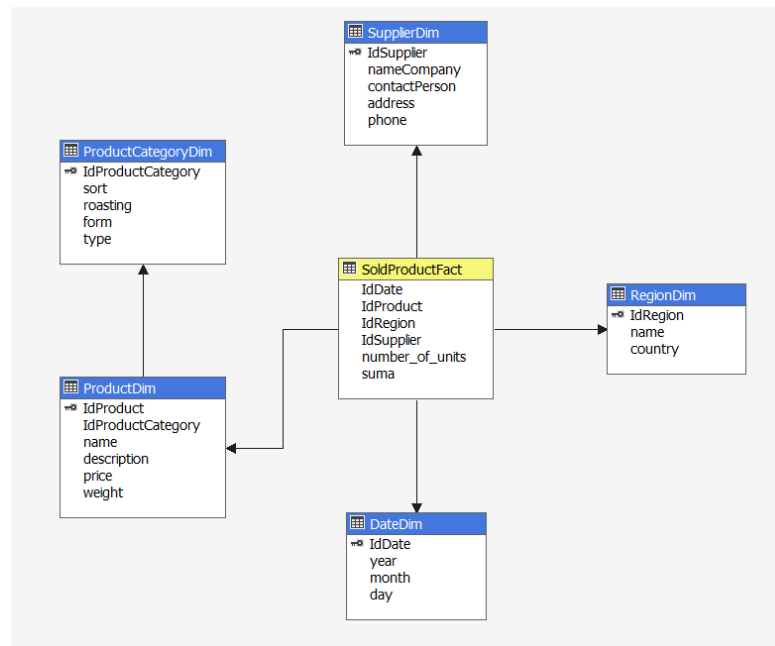 SupplierDim
IdSupplier
nameCompany
contactPerson
address
phone
ProductCategoryDim
IdProductCategory
sort
roasting
form
type
SoldProductFact
IdDate
IdProduct
IdRegion
IdSupplier
number_of_units
suma
RegionDim
IdRegion
name
country
ProductDim
IdProduct
IdProductCategory
name
description
price
weight
DateDim
IdDate
year
month
day